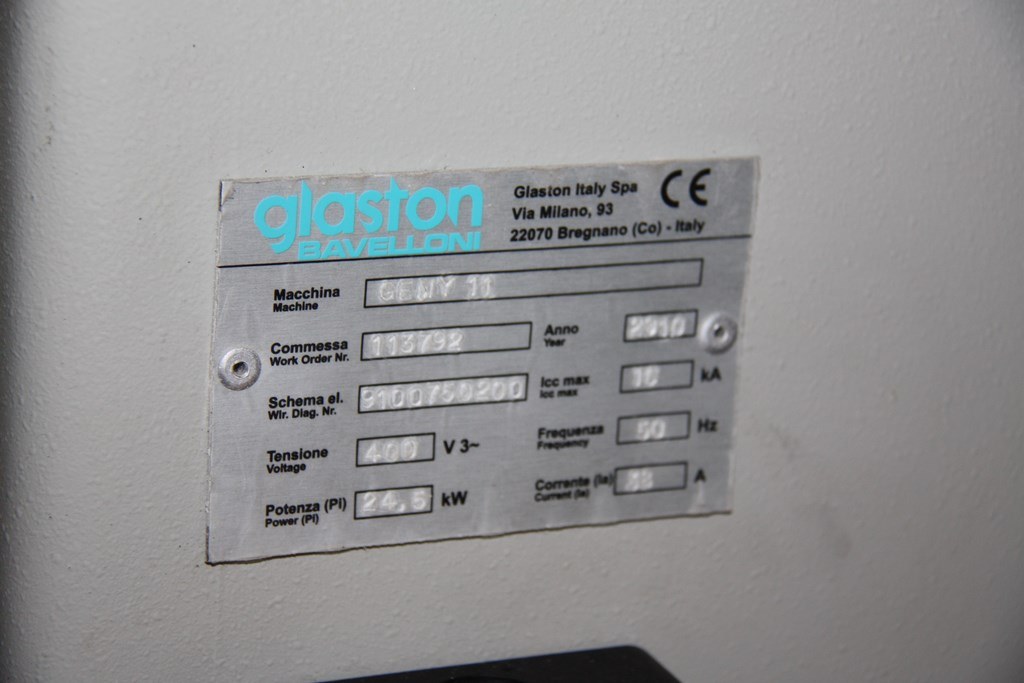 glaston
BAVELLONI
Glaston Italy Spa
Via Milano, 93
22070 Bregnano (Co) - Italy
CE
Macchina
Machine
GEMY 11
Commessa
Work Order Nr.
113792
Anno
Year
2010
Schema el.
Wir. Diag. Nr.
9100750200
Icc max
Icc max
kA
Tensione
Voltage
400 V 3~
Frequenza
Frequency
50 Hz
Potenza (Pi)
Power (Pi)
24,5 kW
Corrente (Ia)
Current (Ia)
A